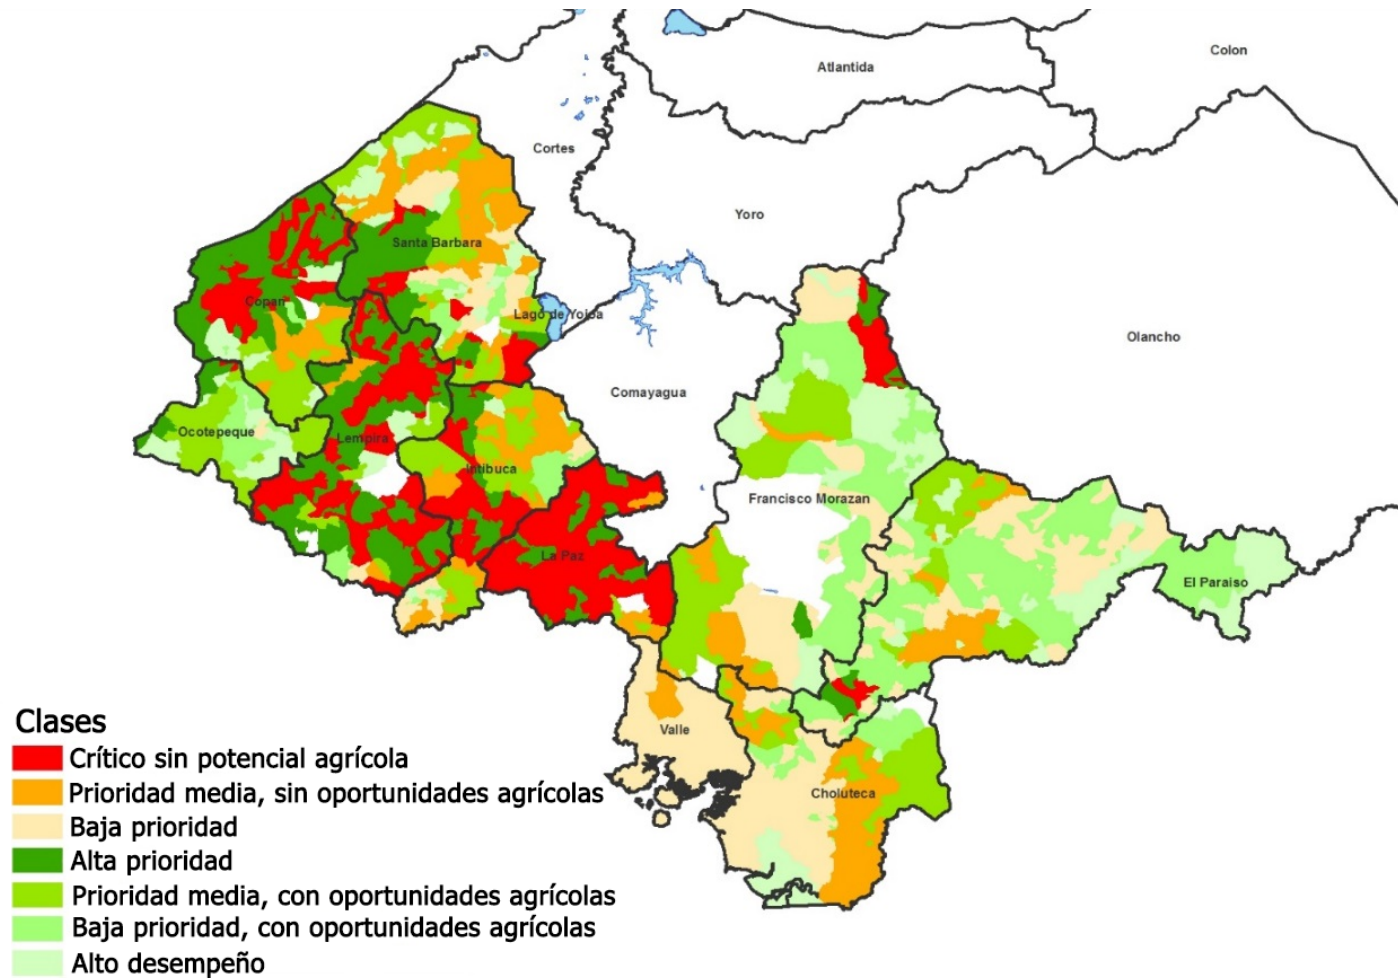 Colon
Atlantida
Cortes
Yoro
Santa Barbara
Copan
Lago de Yojoa
Olancho
Comayagua
Ocotepeque
Lempira
Intibuca
Francisco Morazan
La Paz
El Paraiso
Valle
Choluteca
Clases
Crítico sin potencial agrícola
Prioridad media, sin oportunidades agrícolas
Baja prioridad
Alta prioridad
Prioridad media, con oportunidades agrícolas
Baja prioridad, con oportunidades agrícolas
Alto desempeño